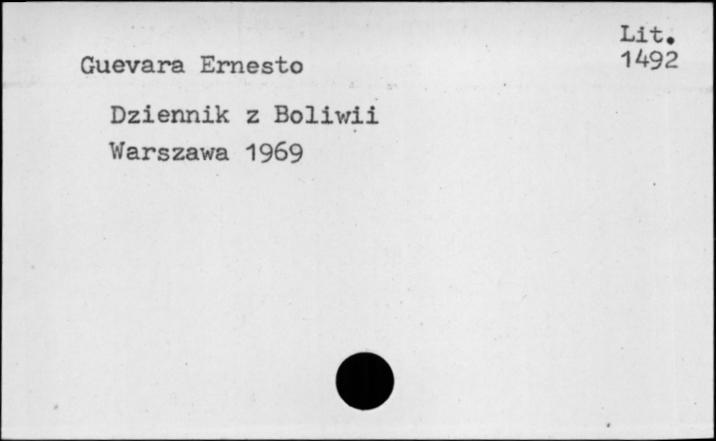 Lit.
1492
Guevara Ernesto
Dziennik z Boliwii
Warszawa 1969